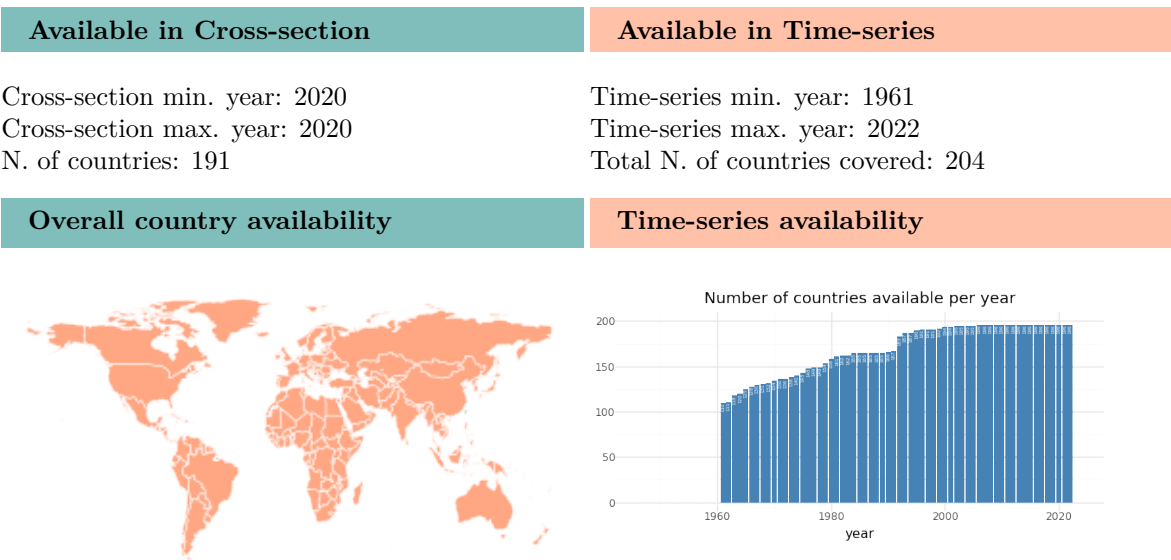 Available in Cross-section
Available in Time-series
Cross-section min. year: 2020
Cross-section max. year: 2020
N. of countries: 191
Time-series min. year: 1961
Time-series max. year: 2022
Total N. of countries covered: 204
Overall country availability
Time-series availability
Number of countries available per year
200
150
100
50
0
1960
1980
2000
2020
year